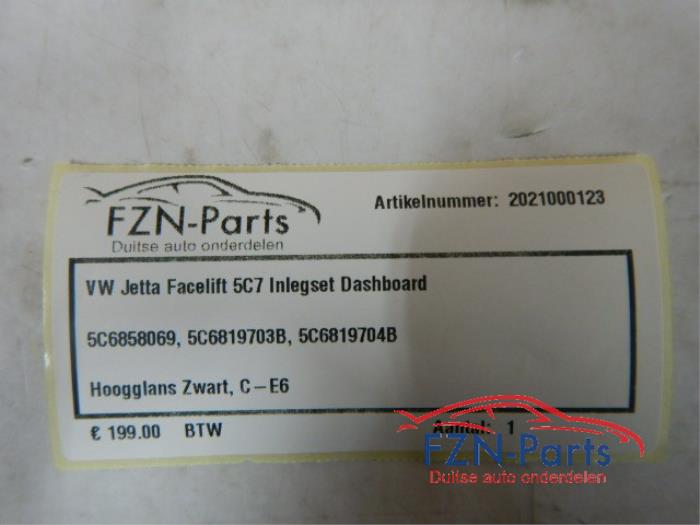 FZN-Parts
Duitse auto onderdelen
Artikelnummer: 2021000123
VW Jetta Facelift 5C7 Inlegset Dashboard
5C6858069, 5C6819703B, 5C6819704B
Hoogglans Zwart, C-E6
€ 199.00 BTW
Aantal: 1
FZN-Parts
Duitse auto onderdelen